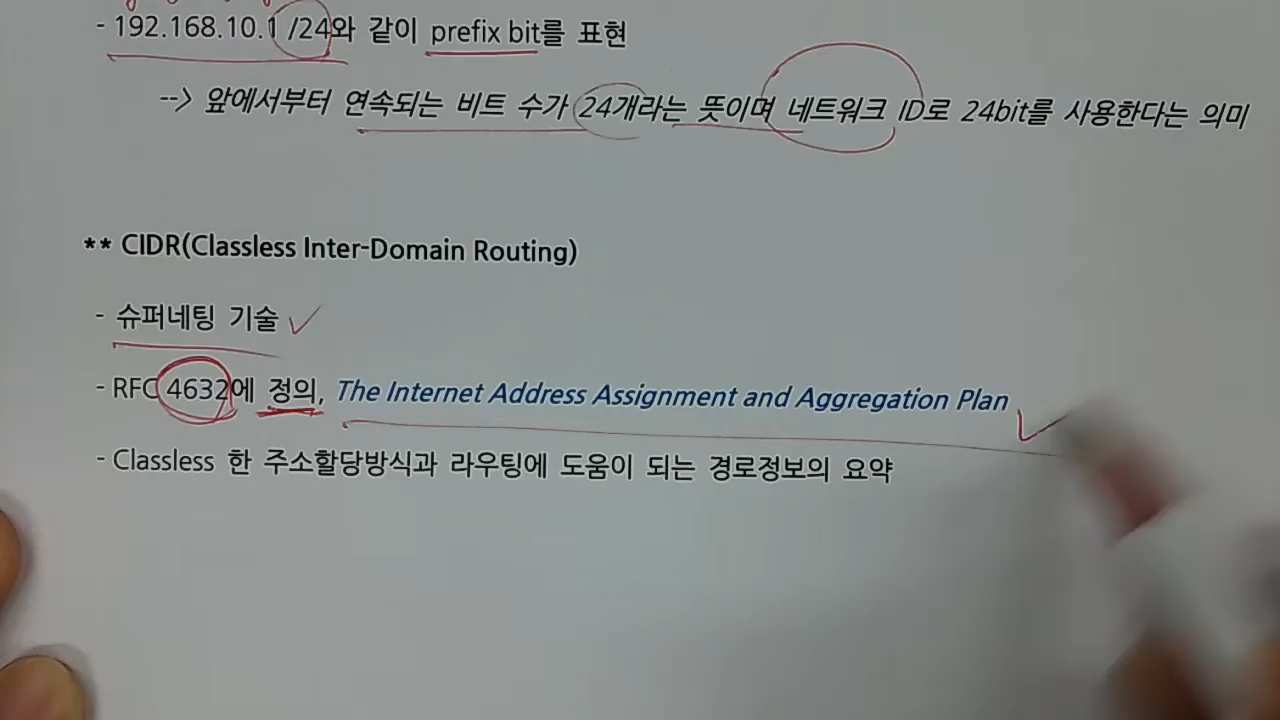 - 192.168.10.1 /24와 같이 prefix bit를 표현
--> 앞에서부터 연속되는 비트 수가 24개라는 뜻이며 네트워크 ID로 24bit를 사용한다는 의미
** CIDR(Classless Inter-Domain Routing)
- 슈퍼네팅 기술
- RFC 4632에 정의, The Internet Address Assignment and Aggregation Plan
- Classless 한 주소할당방식과 라우팅에 도움이 되는 경로정보의 요약